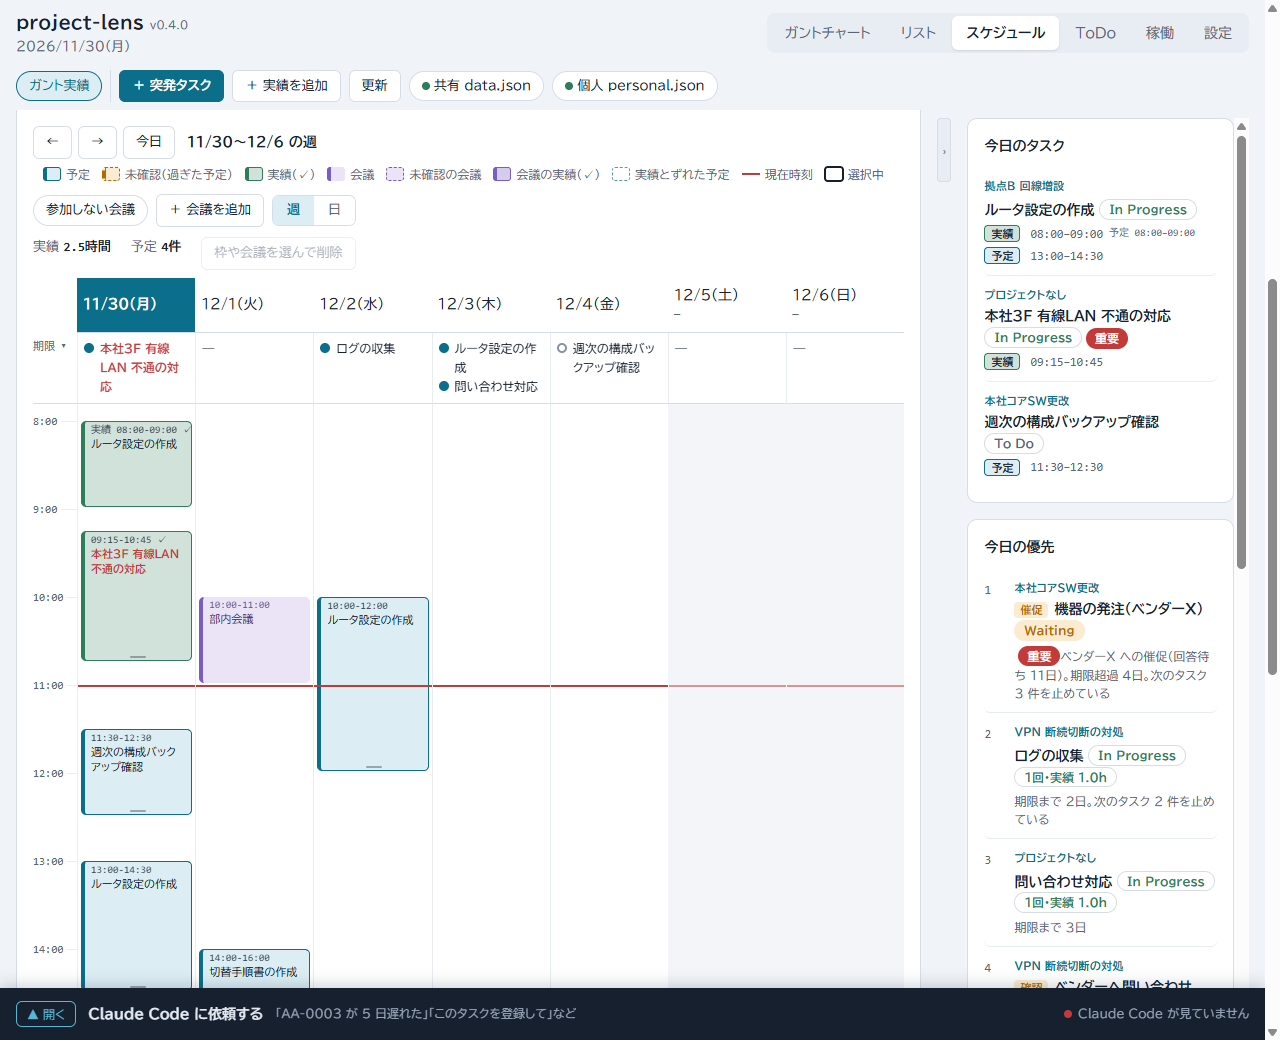 project-lens v0.4.0
2026/11/30(月)
ガントチャート リスト スケジュール ToDo 稼働 設定
ガント実績 ＋ 突発タスク ＋ 実績を追加 更新 共有 data.json 個人 personal.json
← → 今日 11/30〜12/6 の週
予定 未確認(過ぎた予定) 実績(✓) 会議 未確認の会議 会議の実績(✓) 実績とずれた予定 現在時刻 選択中
参加しない会議 ＋ 会議を追加 週 日
実績 2.5時間 予定 4件 枠や会議を選んで削除
11/30(月) 12/1(火) 12/2(水) 12/3(木) 12/4(金) 12/5(土) 12/6(日)
– –
期限 ▾
本社3F 有線
LAN 不通の対
応
—
ログの収集
ルータ設定の作
成
問い合わせ対応
週次の構成バッ
クアップ確認
— —
8:00
実績 08:00-09:00 ✓
ルータ設定の作成
9:00
09:15-10:45 ✓
本社3F 有線LAN
不通の対応
10:00
10:00-11:00
部内会議
10:00-12:00
ルータ設定の作成
11:00
11:30-12:30
週次の構成バック
アップ確認
12:00
13:00
13:00-14:30
ルータ設定の作成
14:00
14:00-16:00
切替手順書の作成
›
今日のタスク
拠点B 回線増設
ルータ設定の作成 In Progress
実績 08:00-09:00 予定 08:00-09:00
予定 13:00-14:30
プロジェクトなし
本社3F 有線LAN 不通の対応
In Progress 重要
実績 09:15-10:45
本社コアSW更改
週次の構成バックアップ確認
To Do
予定 11:30-12:30
今日の優先
1 本社コアSW更改
催促 機器の発注(ベンダーX)
Waiting
重要 ベンダーX への催促(回答待
ち 11日)。期限超過 4日。次のタスク
3 件を止めている
2 VPN 断続切断の対処
ログの収集 In Progress
1回・実績 1.0h
期限まで 2日。次のタスク 2 件を止め
ている
3 プロジェクトなし
問い合わせ対応 In Progress
1回・実績 1.0h
期限まで 3日
4 VPN 断続切断の対処
確認 ベンダーへ問い合わせ
▲ 開く Claude Code に依頼する 「AA-0003 が 5 日遅れた」「このタスクを登録して」など Claude Code が見ていません